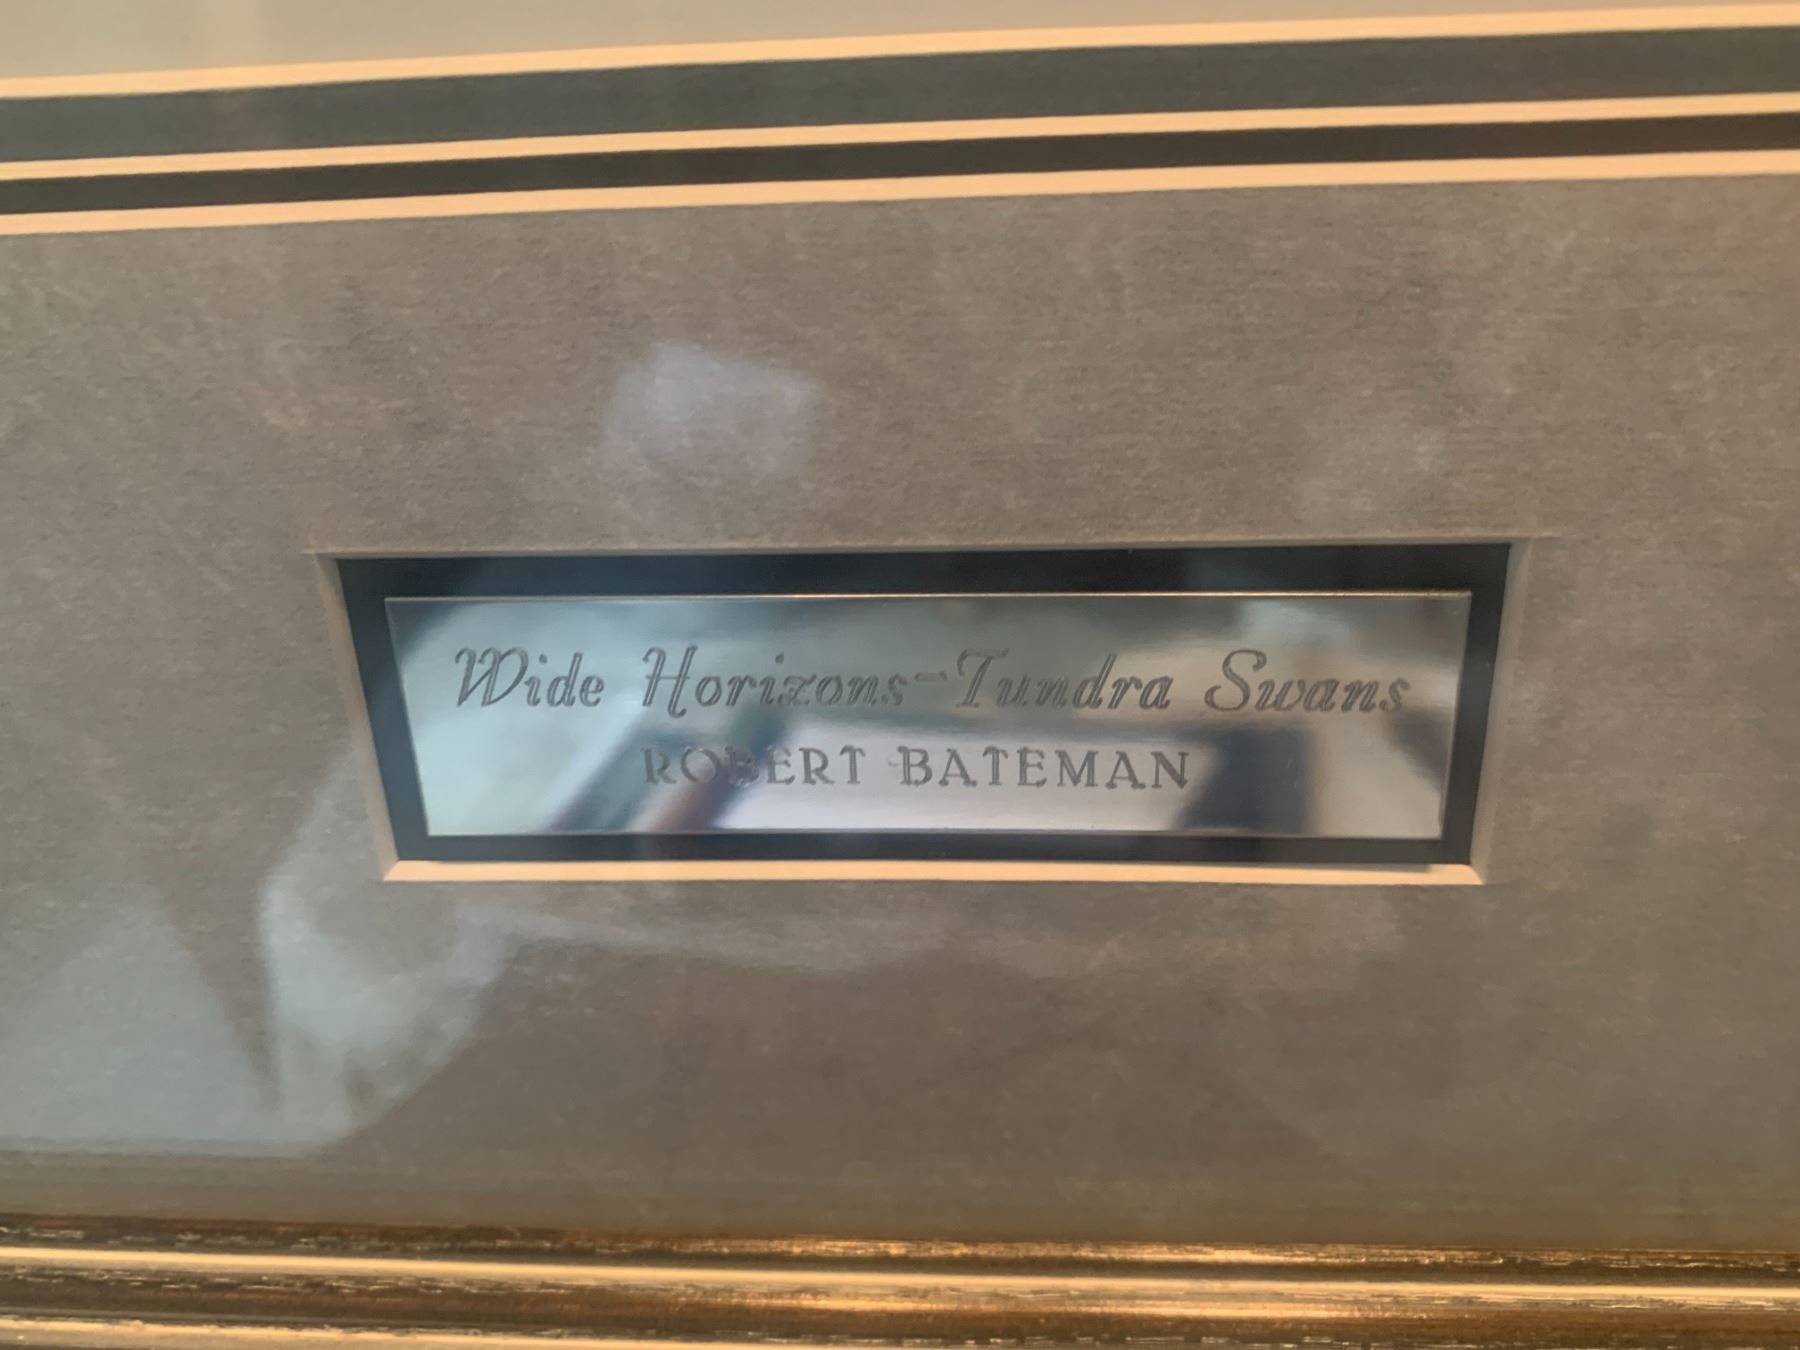 Wide Horizons-Tundra Swans
ROBERT BATEMAN